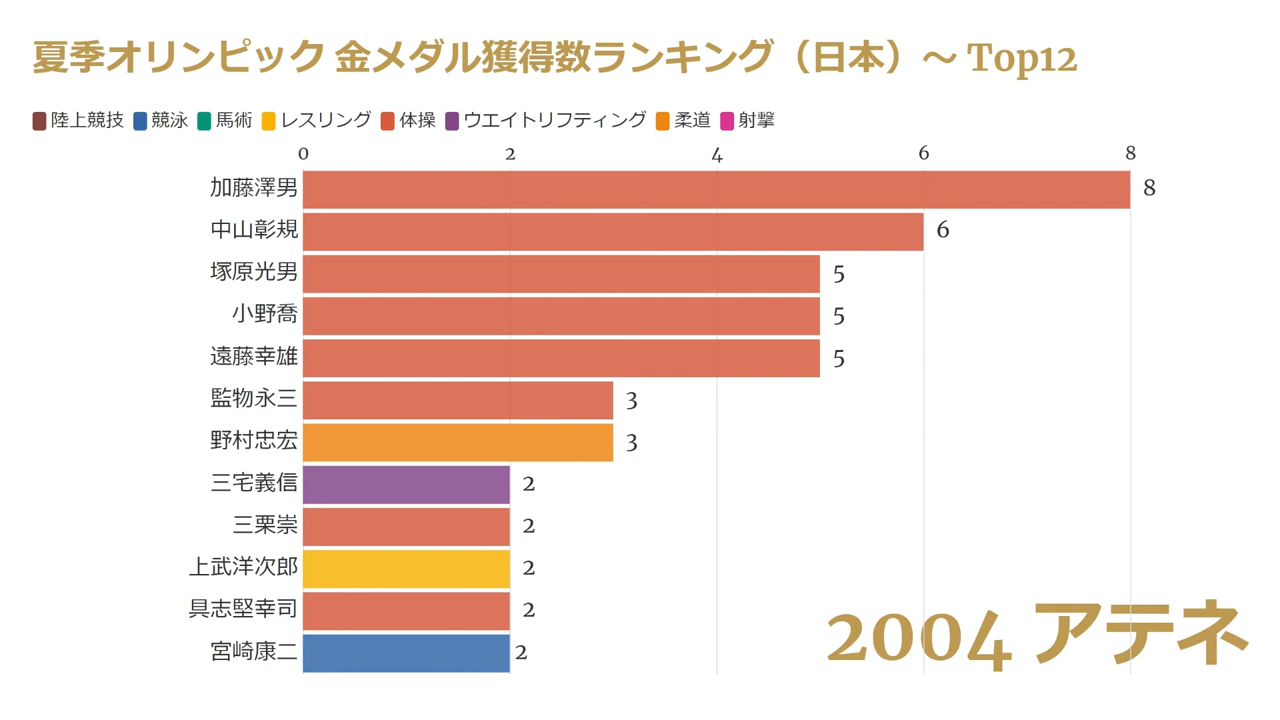 夏季オリンピック 金メダル獲得数ランキング（日本）～ Top12
陸上競技 競泳 馬術 レスリング 体操 ウエイトリフティング 柔道 射撃
0 2 4 6 8
加藤澤男 8
中山彰規 6
塚原光男 5
小野喬 5
遠藤幸雄 5
監物永三 3
野村忠宏 3
三宅義信 2
三栗崇 2
上武洋次郎 2
具志堅幸司 2
宮崎康二 2
2004 アテネ